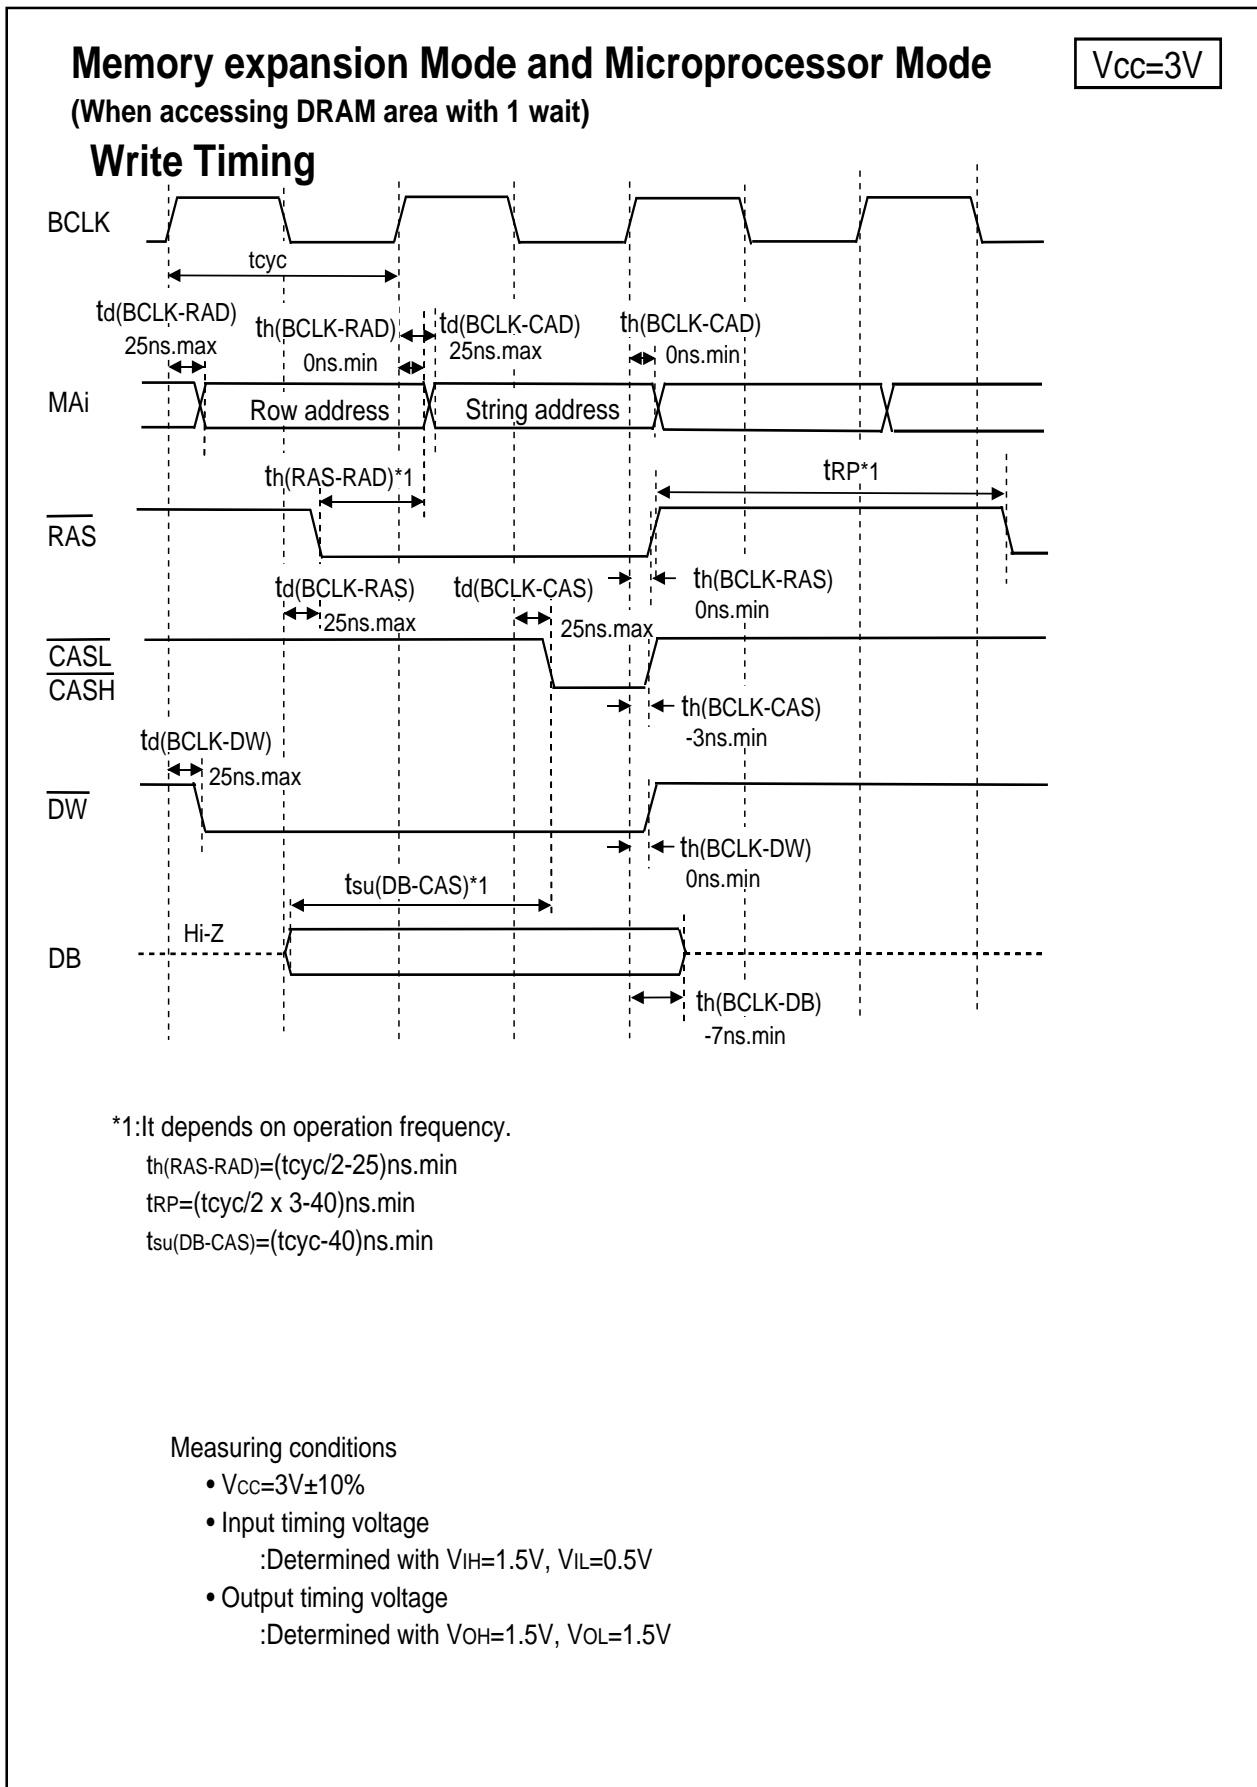 Memory expansion Mode and Microprocessor Mode
Vcc=3V
(When accessing DRAM area with 1 wait)
Write Timing
BCLK
tcyc
td(BCLK-RAD)
25ns.max
th(BCLK-RAD)
0ns.min
td(BCLK-CAD)
25ns.max
th(BCLK-CAD)
0ns.min
MAi
Row address
String address
th(RAS-RAD)*1
tRP*1
RAS
td(BCLK-RAS)
25ns.max
td(BCLK-CAS)
25ns.max
th(BCLK-RAS)
0ns.min
CASL
CASH
th(BCLK-CAS)
-3ns.min
td(BCLK-DW)
25ns.max
DW
th(BCLK-DW)
0ns.min
tsu(DB-CAS)*1
Hi-Z
DB
th(BCLK-DB)
-7ns.min
*1:It depends on operation frequency.
th(RAS-RAD)=(tcyc/2-25)ns.min
tRP=(tcyc/2 x 3-40)ns.min
tsu(DB-CAS)=(tcyc-40)ns.min
Measuring conditions
• VCC=3V±10%
• Input timing voltage
:Determined with VIH=1.5V, VIL=0.5V
• Output timing voltage
:Determined with VOH=1.5V, VOL=1.5V